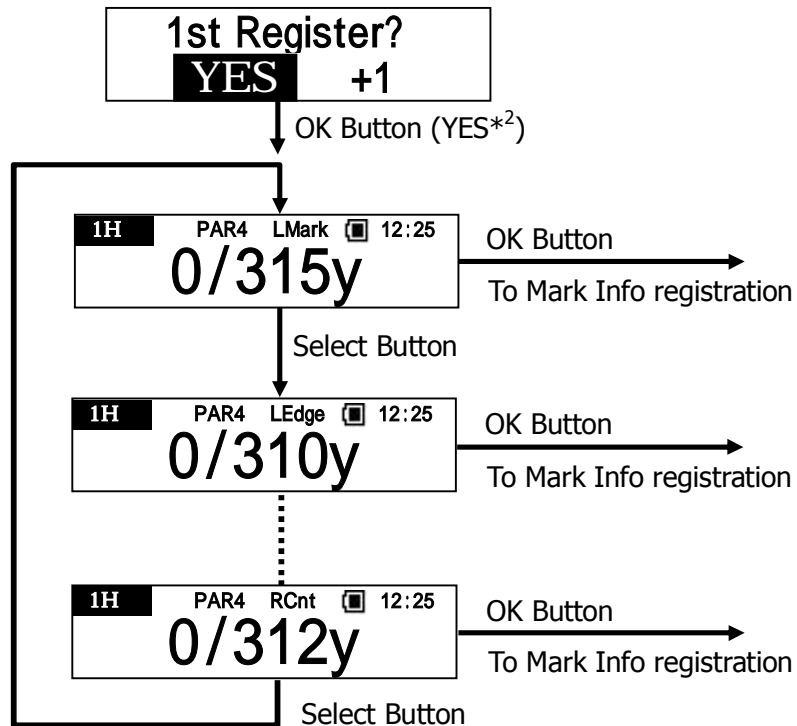 1st Register?
YES +1
OK Button (YES*²)
1H PAR4 LMark 12:25
0/315y
OK Button
To Mark Info registration
Select Button
1H PAR4 LEdge 12:25
0/310y
OK Button
To Mark Info registration
1H PAR4 RCnt 12:25
0/312y
OK Button
To Mark Info registration
Select Button